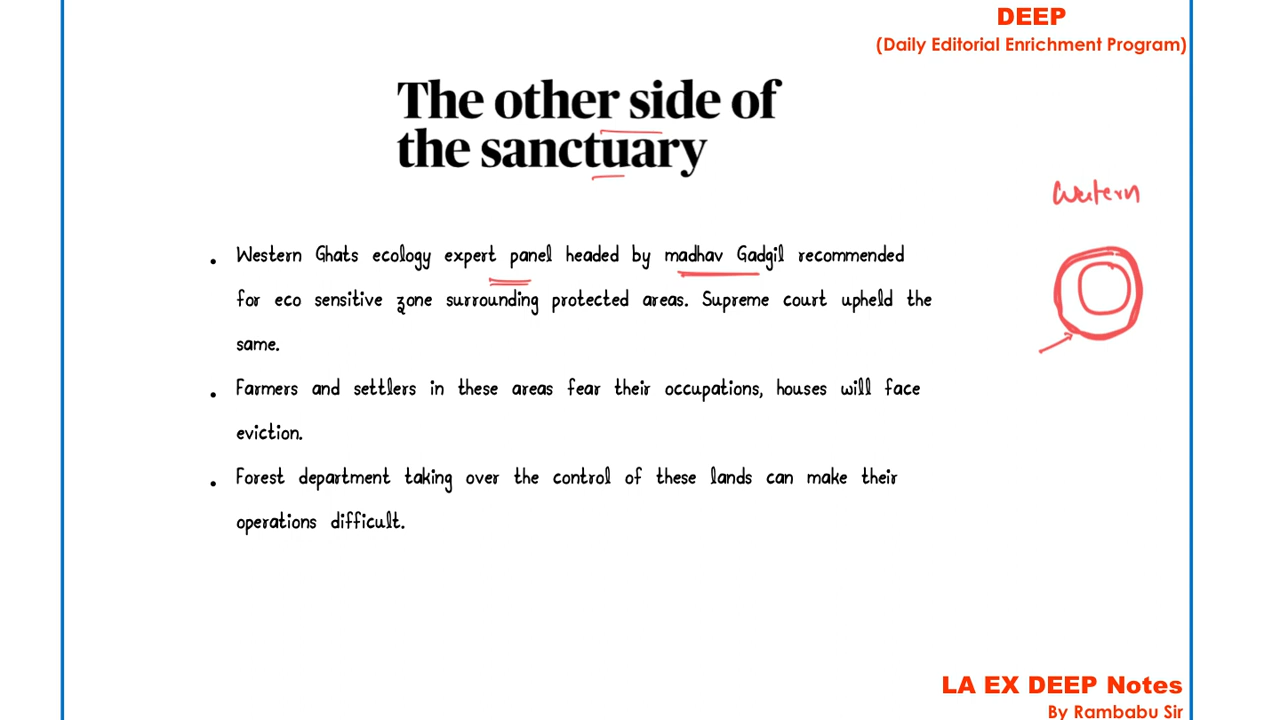 DEEP
(Daily Editorial Enrichment Program)
The other side of
the sanctuary
Western
• Western Ghats ecology expert panel headed by madhav Gadgil recommended
for eco sensitive zone surrounding protected areas. Supreme court upheld the
same.
• Farmers and settlers in these areas fear their occupations, houses will face
eviction.
• Forest department taking over the control of these lands can make their
operations difficult.
LA EX DEEP Notes
By Rambabu Sir